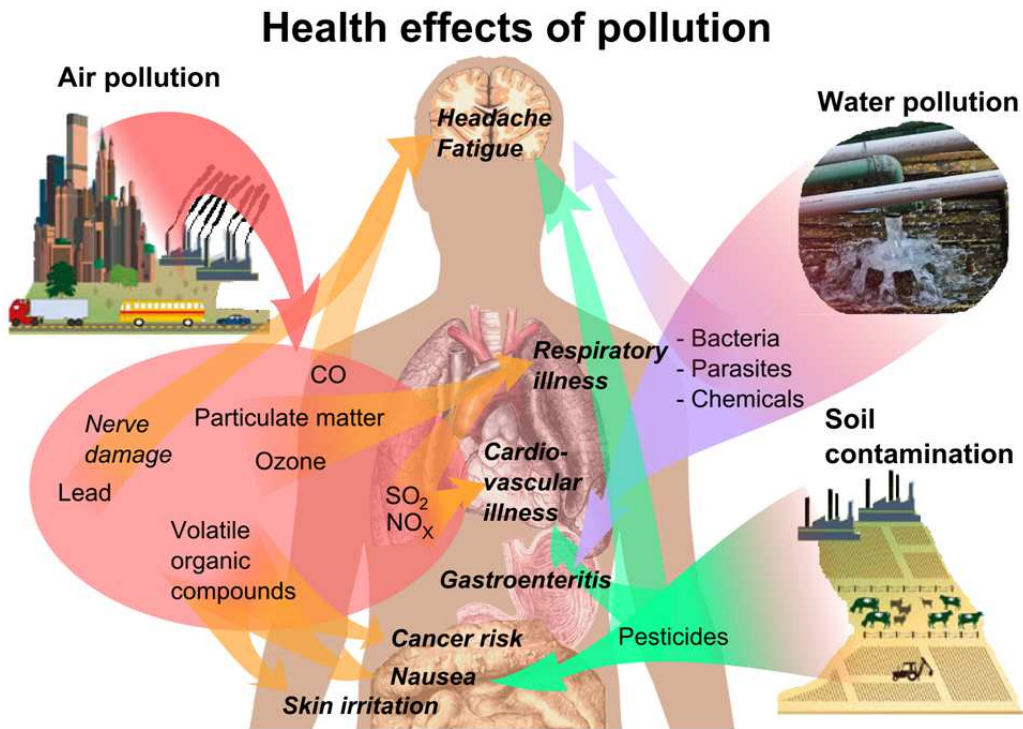 Health effects of pollution
Air pollution
Headache
Fatigue
Water pollution
CO
Particulate matter
Nerve
damage
Ozone
Lead
SO₂
NOₓ
Volatile
organic
compounds
Respiratory
illness
Cardio-
vascular
illness
Gastroenteritis
Cancer risk
Nausea
Skin irritation
- Bacteria
- Parasites
- Chemicals
Soil
contamination
Pesticides